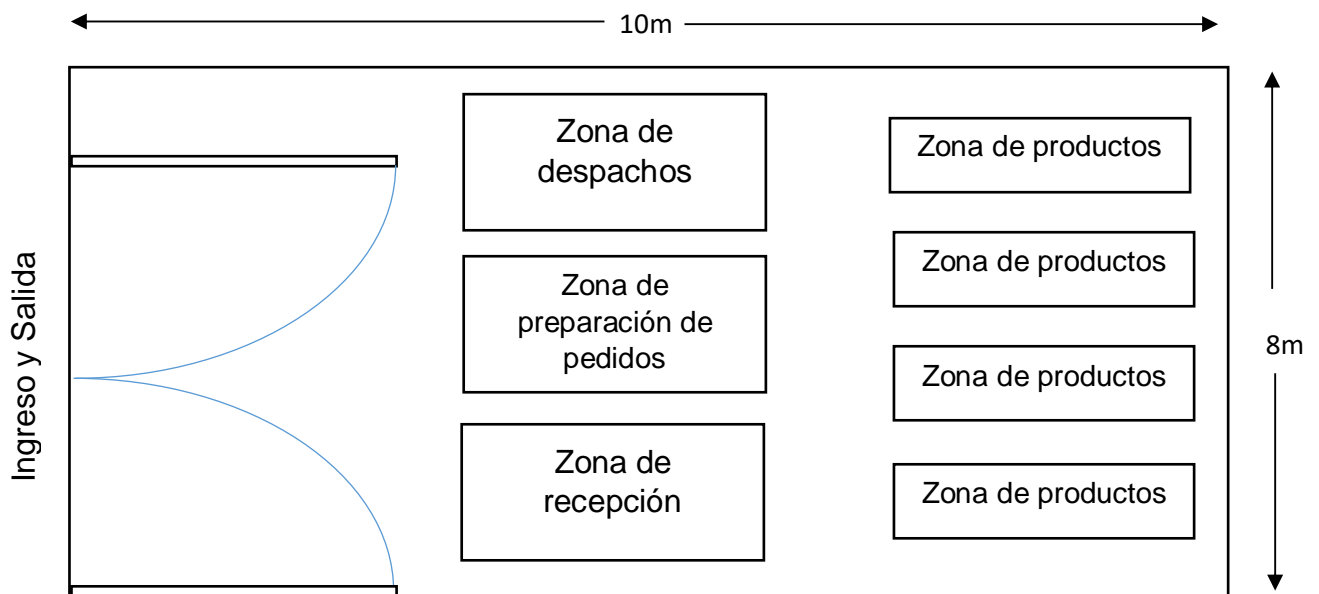 10m
Zona de
despachos
Zona de productos
Zona de productos
Zona de
preparación de
pedidos
Ingreso y Salida
8m
Zona de productos
Zona de
recepción
Zona de productos